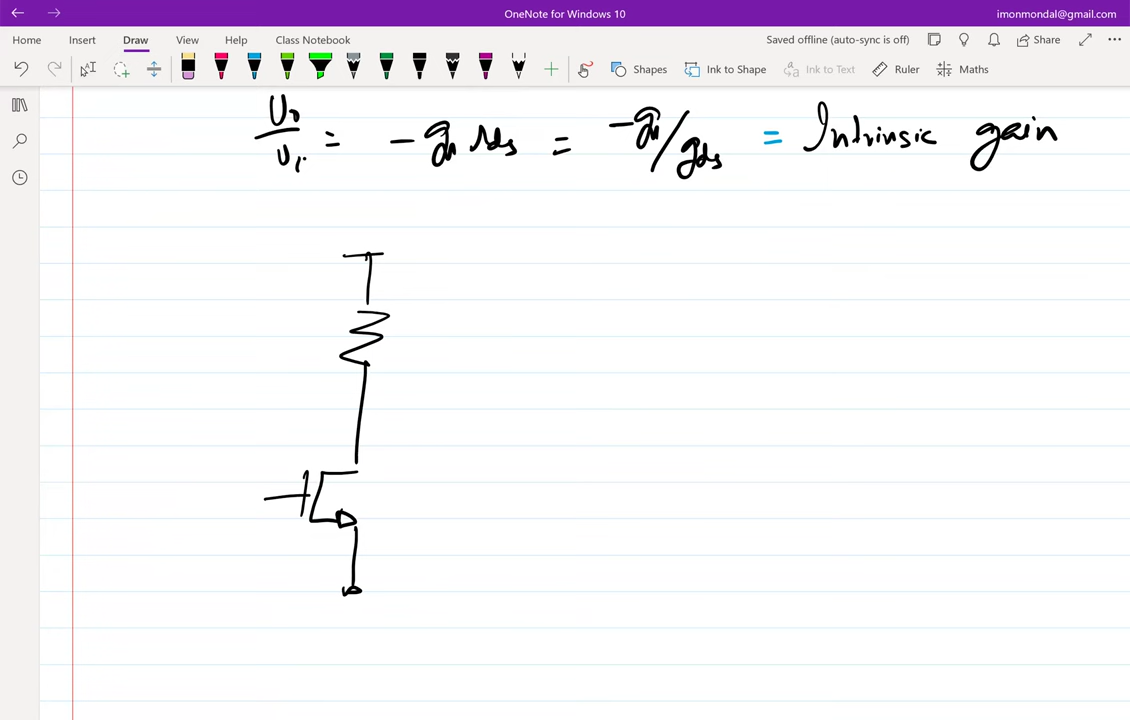 OneNote for Windows 10
imonmondal@gmail.com
Home Insert Draw View Help Class Notebook Saved offline (auto-sync is off) Share
Shapes Ink to Shape Ink to Text Ruler Maths
Vo/vi = - gm rds = -gm/gds = Intrinsic gain